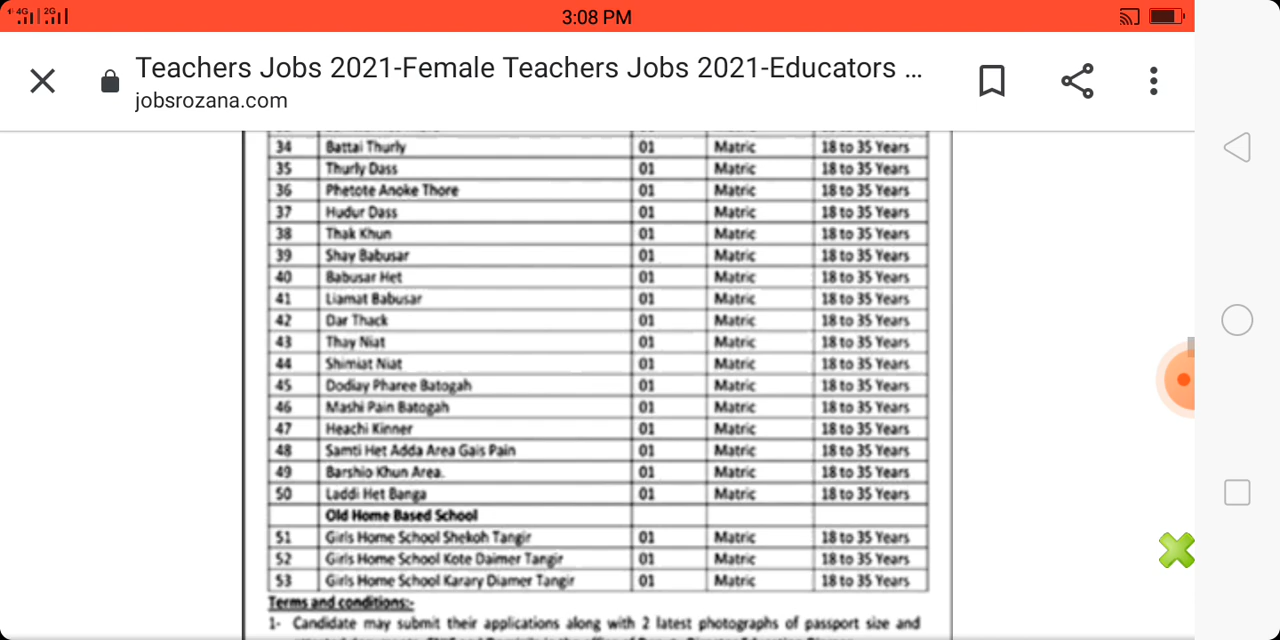 4G 2G 3:08 PM
Teachers Jobs 2021-Female Teachers Jobs 2021-Educators ...
jobsrozana.com
34 Battai Thurly 01 Matric 18 to 35 Years
35 Thurly Dass 01 Matric 18 to 35 Years
36 Phetote Anoke Thore 01 Matric 18 to 35 Years
37 Hudur Dass 01 Matric 18 to 35 Years
38 Thak Khun 01 Matric 18 to 35 Years
39 Shay Babusar 01 Matric 18 to 35 Years
40 Babusar Het 01 Matric 18 to 35 Years
41 Liamat Babusar 01 Matric 18 to 35 Years
42 Dar Thack 01 Matric 18 to 35 Years
43 Thay Niat 01 Matric 18 to 35 Years
44 Shimiat Niat 01 Matric 18 to 35 Years
45 Dodiay Pharee Batogah 01 Matric 18 to 35 Years
46 Mashi Pain Batogah 01 Matric 18 to 35 Years
47 Heachi Kinner 01 Matric 18 to 35 Years
48 Samti Het Adda Area Gais Pain 01 Matric 18 to 35 Years
49 Barshio Khun Area. 01 Matric 18 to 35 Years
50 Laddi Het Banga 01 Matric 18 to 35 Years
Old Home Based School
51 Girls Home School Shekoh Tangir 01 Matric 18 to 35 Years
52 Girls Home School Kote Daimer Tangir 01 Matric 18 to 35 Years
53 Girls Home School Karary Diamer Tangir 01 Matric 18 to 35 Years
Terms and conditions:-
1- Candidate may submit their applications along with 2 latest photographs of passport size and